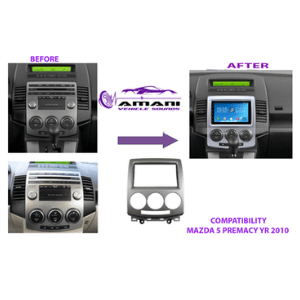 BEFORE
AFTER
AMANI
VEHICLE SOUNDS
COMPATIBILITY
MAZDA 5 PREMACY YR 2010